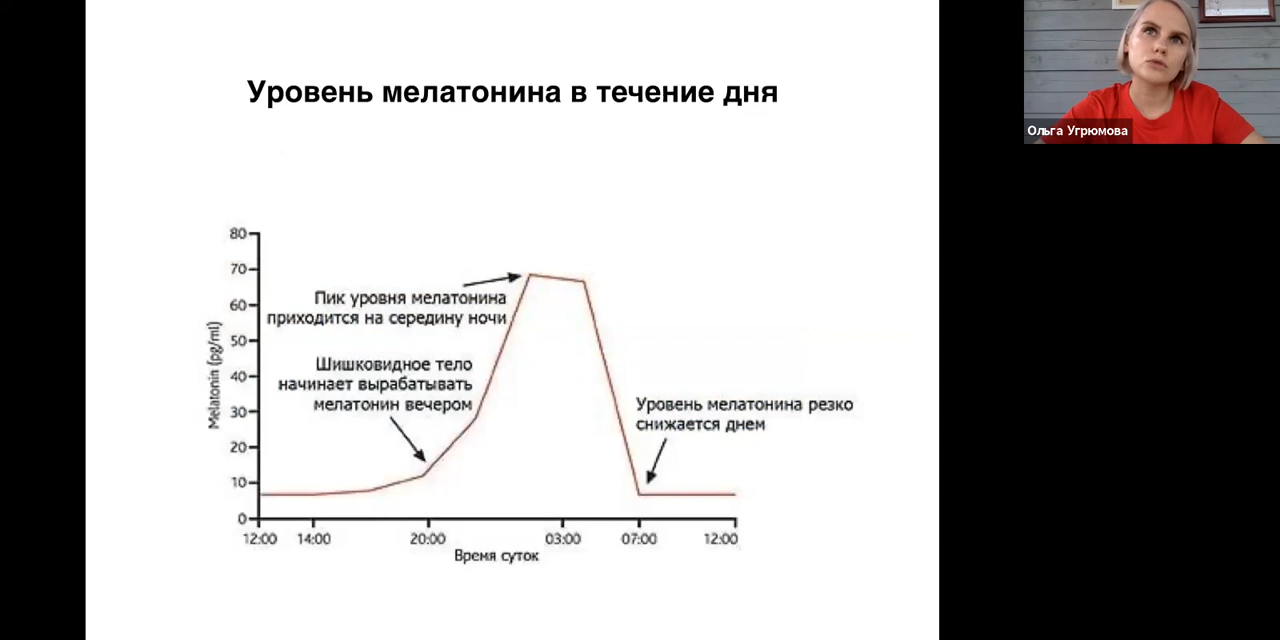 Уровень мелатонина в течение дня
Ольга Угрюмова
80
70
60
50
40
30
20
10
0
Melatonin (pg/ml)
Пик уровня мелатонина
приходится на середину ночи
Шишковидное тело
начинает вырабатывать
мелатонин вечером
Уровень мелатонина резко
снижается днем
12:00 14:00 20:00 03:00 07:00 12:00
Время суток